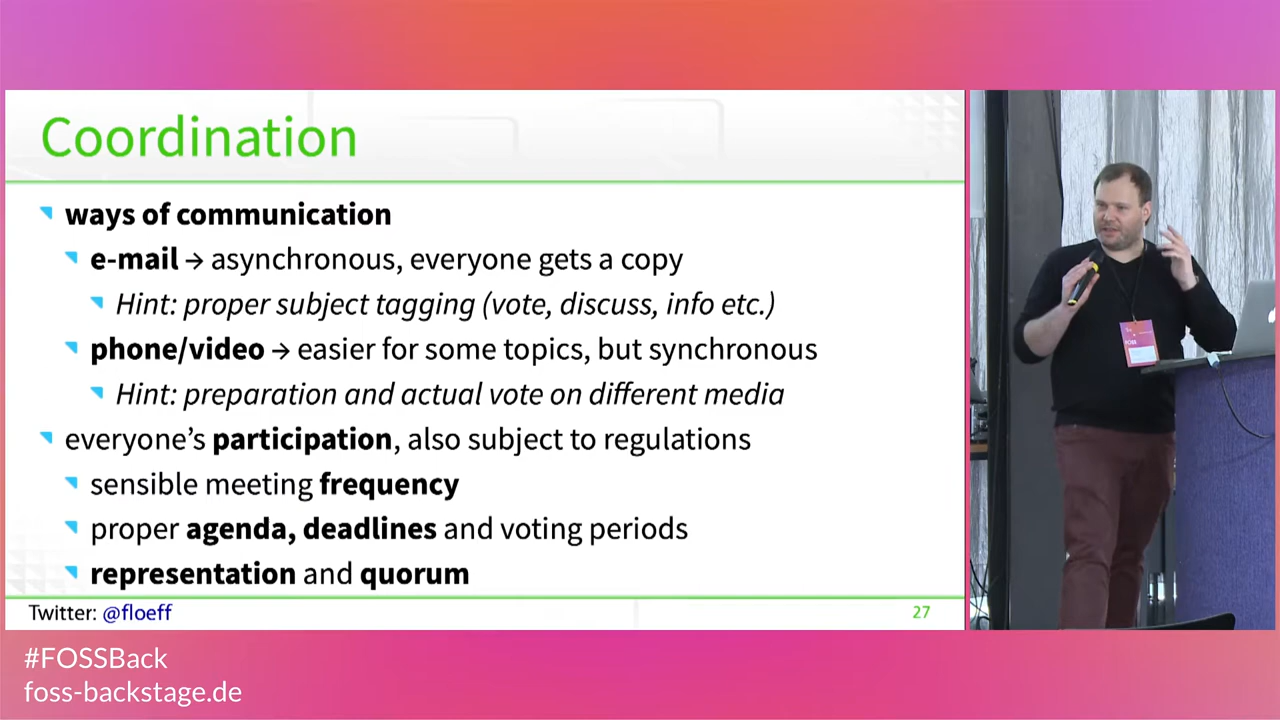 Coordination
ways of communication
e-mail → asynchronous, everyone gets a copy
Hint: proper subject tagging (vote, discuss, info etc.)
phone/video → easier for some topics, but synchronous
Hint: preparation and actual vote on different media
everyone's participation, also subject to regulations
sensible meeting frequency
proper agenda, deadlines and voting periods
representation and quorum
Twitter: @floeff
27
#FOSSBack
foss-backstage.de